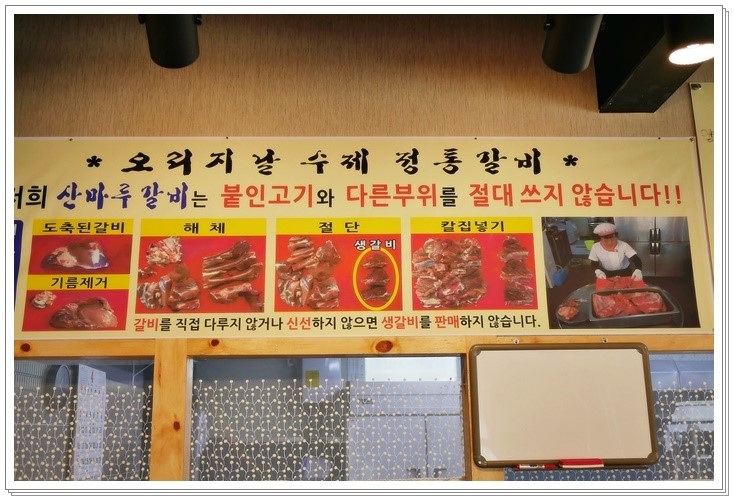 * 오리지날 수제 정통갈비 *
저희 산마루갈비는 붙인고기와 다른부위를 절대 쓰지 않습니다!!
도축된갈비
기름제거
해 체
절 단
생갈비
칼집넣기
갈비를 직접 다루지 않거나 신선하지 않으면 생갈비를 판매하지 않습니다.